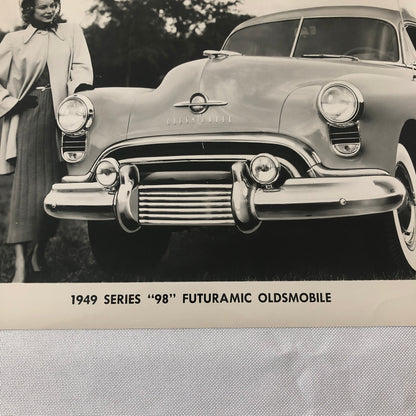 OLDSMOBILE
1949 SERIES "98" FUTURAMIC OLDSMOBILE